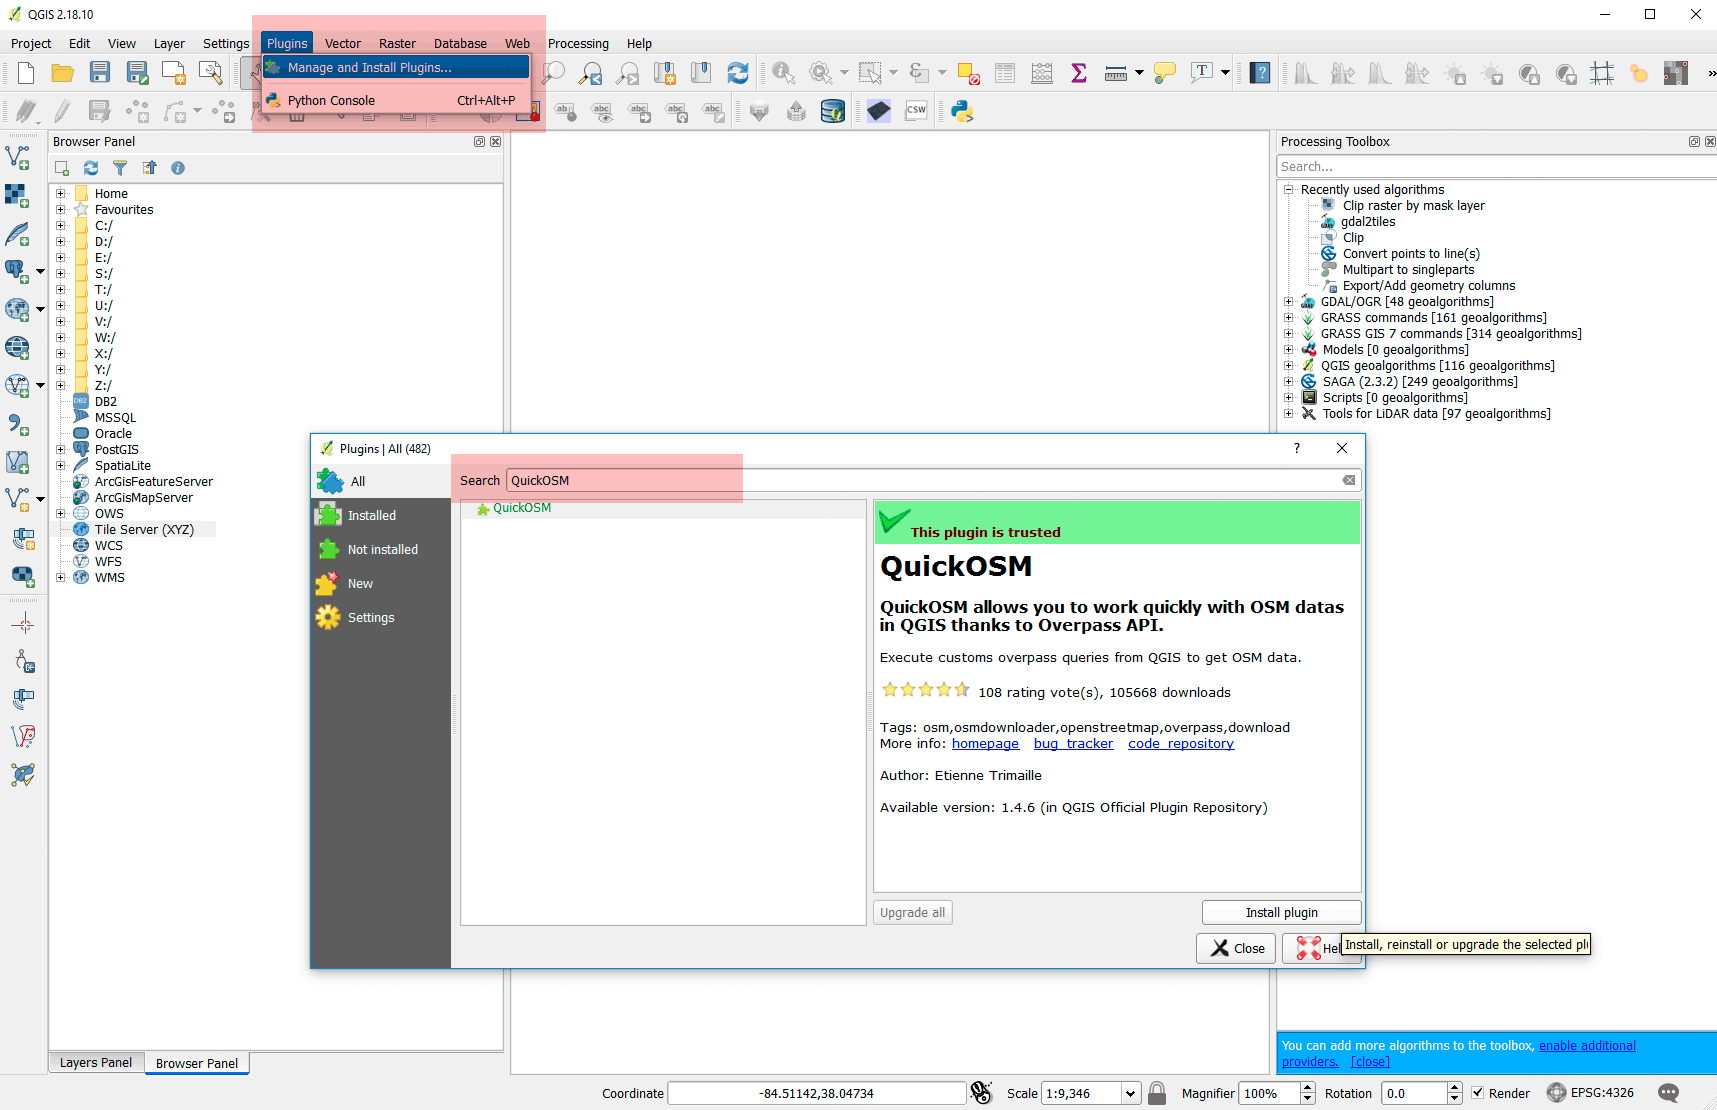 QGIS 2.18.10
Project Edit View Layer Settings Plugins Vector Raster Database Web Processing Help
Manage and Install Plugins...
Python Console Ctrl+Alt+P
Browser Panel
Home
Favourites
C:/
D:/
E:/
S:/
T:/
U:/
V:/
W:/
X:/
Y:/
Z:/
DB2
MSSQL
Oracle
PostGIS
SpatiaLite
ArcGisFeatureServer
ArcGisMapServer
OWS
Tile Server (XYZ)
WCS
WFS
WMS
Layers Panel Browser Panel
Processing Toolbox
Search...
Recently used algorithms
Clip raster by mask layer
gdal2tiles
Clip
Convert points to line(s)
Multipart to singleparts
Export/Add geometry columns
GDAL/OGR [48 geoalgorithms]
GRASS commands [161 geoalgorithms]
GRASS GIS 7 commands [314 geoalgorithms]
Models [0 geoalgorithms]
QGIS geoalgorithms [116 geoalgorithms]
SAGA (2.3.2) [249 geoalgorithms]
Scripts [0 geoalgorithms]
Tools for LiDAR data [97 geoalgorithms]
Plugins | All (482)
All
Installed
Not installed
New
Settings
Search QuickOSM
QuickOSM
This plugin is trusted
QuickOSM
QuickOSM allows you to work quickly with OSM datas
in QGIS thanks to Overpass API.
Execute customs overpass queries from QGIS to get OSM data.
108 rating vote(s), 105668 downloads
Tags: osm,osmdownloader,openstreetmap,overpass,download
More info: homepage bug_tracker code_repository
Author: Etienne Trimaille
Available version: 1.4.6 (in QGIS Official Plugin Repository)
Upgrade all Install plugin
Close Hel
Install, reinstall or upgrade the selected pl
You can add more algorithms to the toolbox, enable additional
providers. [close]
Coordinate -84.51142,38.04734 Scale 1:9,346 Magnifier 100% Rotation 0.0 Render EPSG:4326